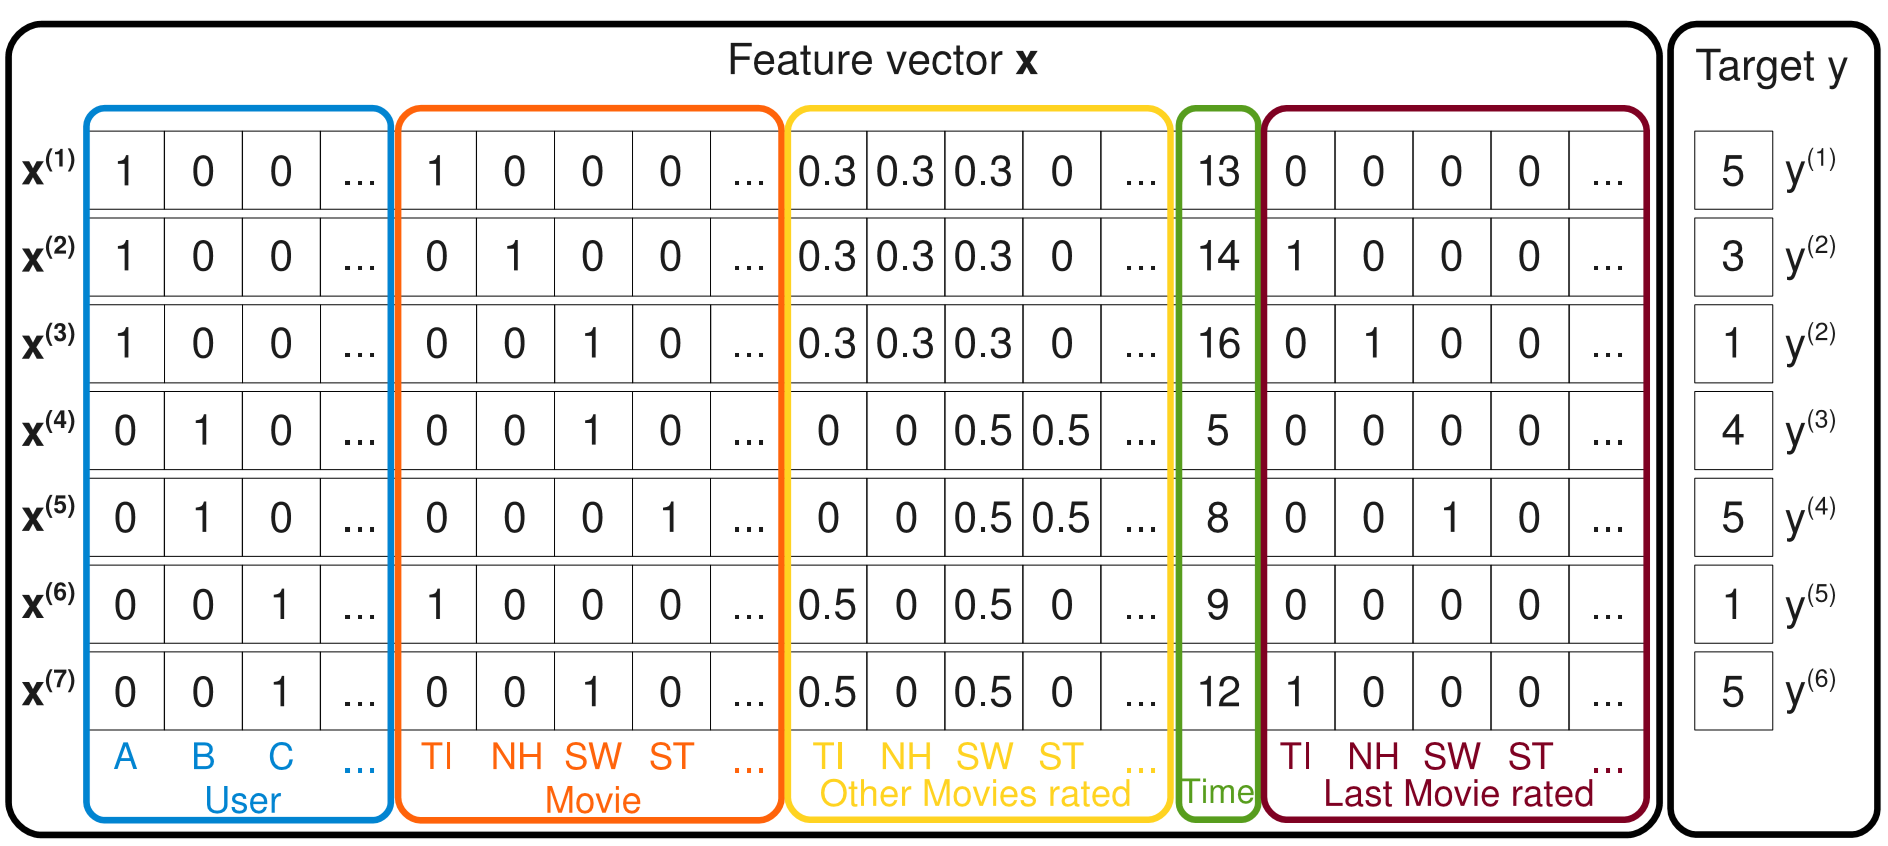 Feature vector x Target y
x(1) 1 0 0 ... 1 0 0 0 ... 0.3 0.3 0.3 0 ... 13 0 0 0 0 ... 5 y(1)
x(2) 1 0 0 ... 0 1 0 0 ... 0.3 0.3 0.3 0 ... 14 1 0 0 0 ... 3 y(2)
x(3) 1 0 0 ... 0 0 1 0 ... 0.3 0.3 0.3 0 ... 16 0 1 0 0 ... 1 y(2)
x(4) 0 1 0 ... 0 0 1 0 ... 0 0 0.5 0.5 ... 5 0 0 0 0 ... 4 y(3)
x(5) 0 1 0 ... 0 0 0 1 ... 0 0 0.5 0.5 ... 8 0 0 1 0 ... 5 y(4)
x(6) 0 0 1 ... 1 0 0 0 ... 0.5 0 0.5 0 ... 9 0 0 0 0 ... 1 y(5)
x(7) 0 0 1 ... 0 0 1 0 ... 0.5 0 0.5 0 ... 12 1 0 0 0 ... 5 y(6)
A B C ... TI NH SW ST ... TI NH SW ST ... TI NH SW ST ...
User Movie Other Movies rated Time Last Movie rated